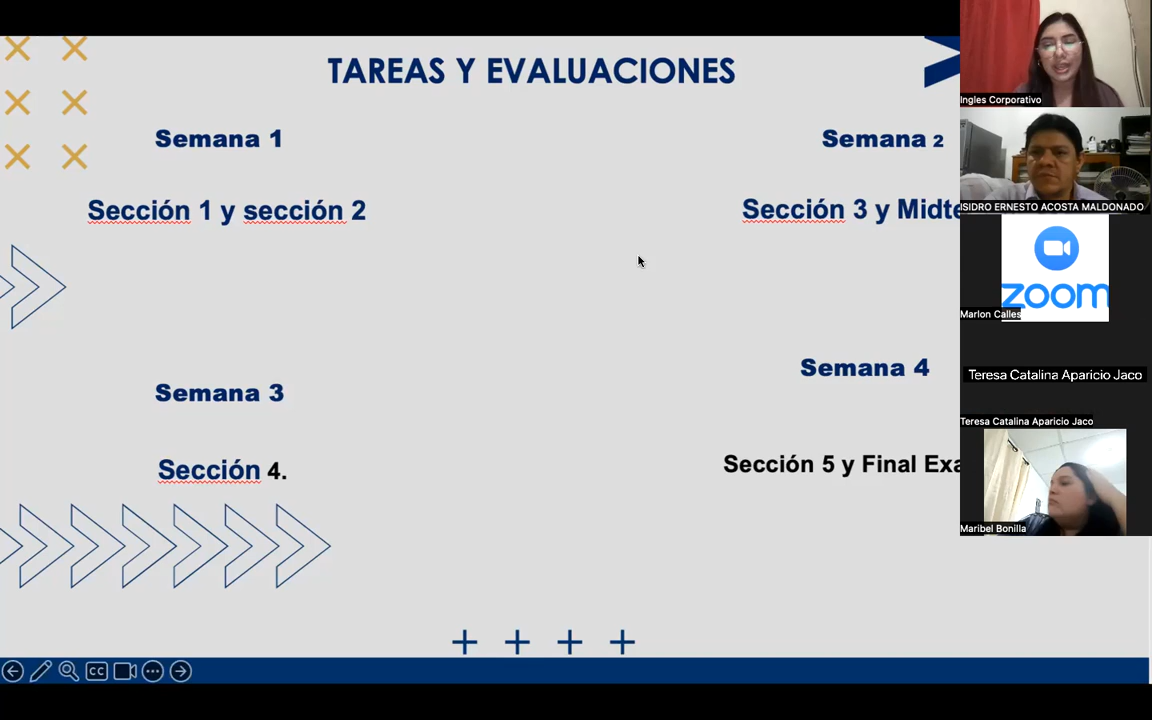 TAREAS Y EVALUACIONES
Semana 1
Semana 2
Sección 1 y sección 2
Sección 3 y Midte
Semana 3
Semana 4
Sección 4.
Sección 5 y Final Exa
CC
Ingles Corporativo
ISIDRO ERNESTO ACOSTA MALDONADO
zoom
Marlon Calles
Teresa Catalina Aparicio Jaco
Teresa Catalina Aparicio Jaco
Maribel Bonilla